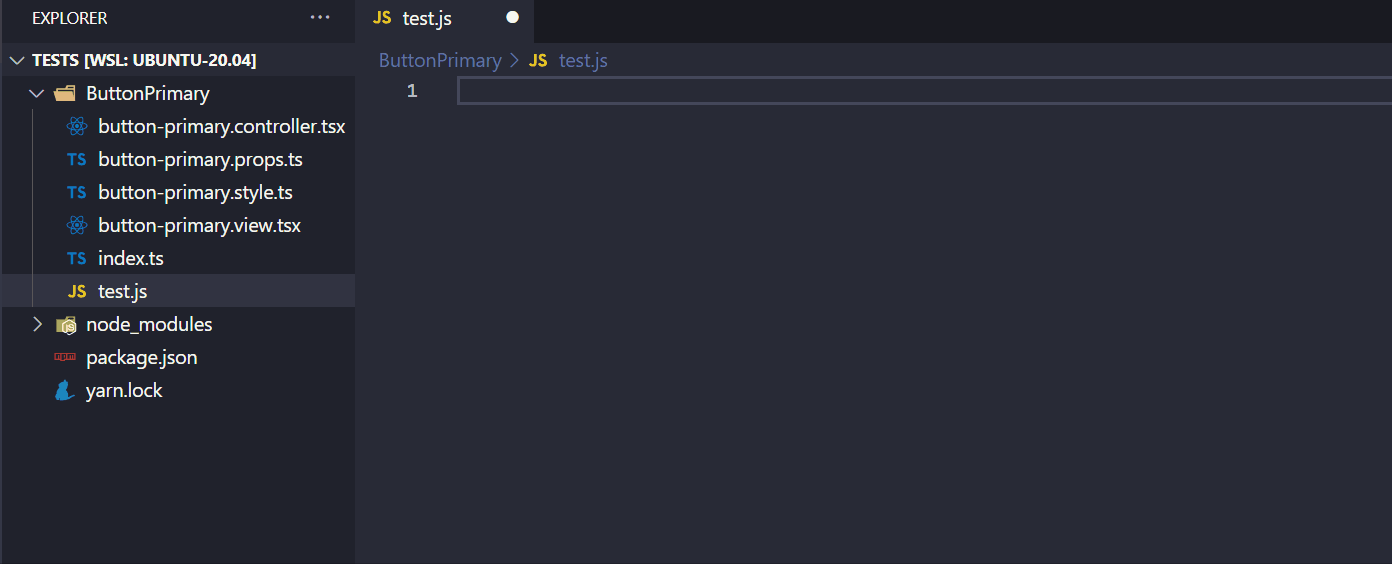 EXPLORER
JS test.js
TESTS [WSL: UBUNTU-20.04]
ButtonPrimary > JS test.js
1
ButtonPrimary
button-primary.controller.tsx
TS button-primary.props.ts
TS button-primary.style.ts
button-primary.view.tsx
TS index.ts
JS test.js
node_modules
package.json
yarn.lock